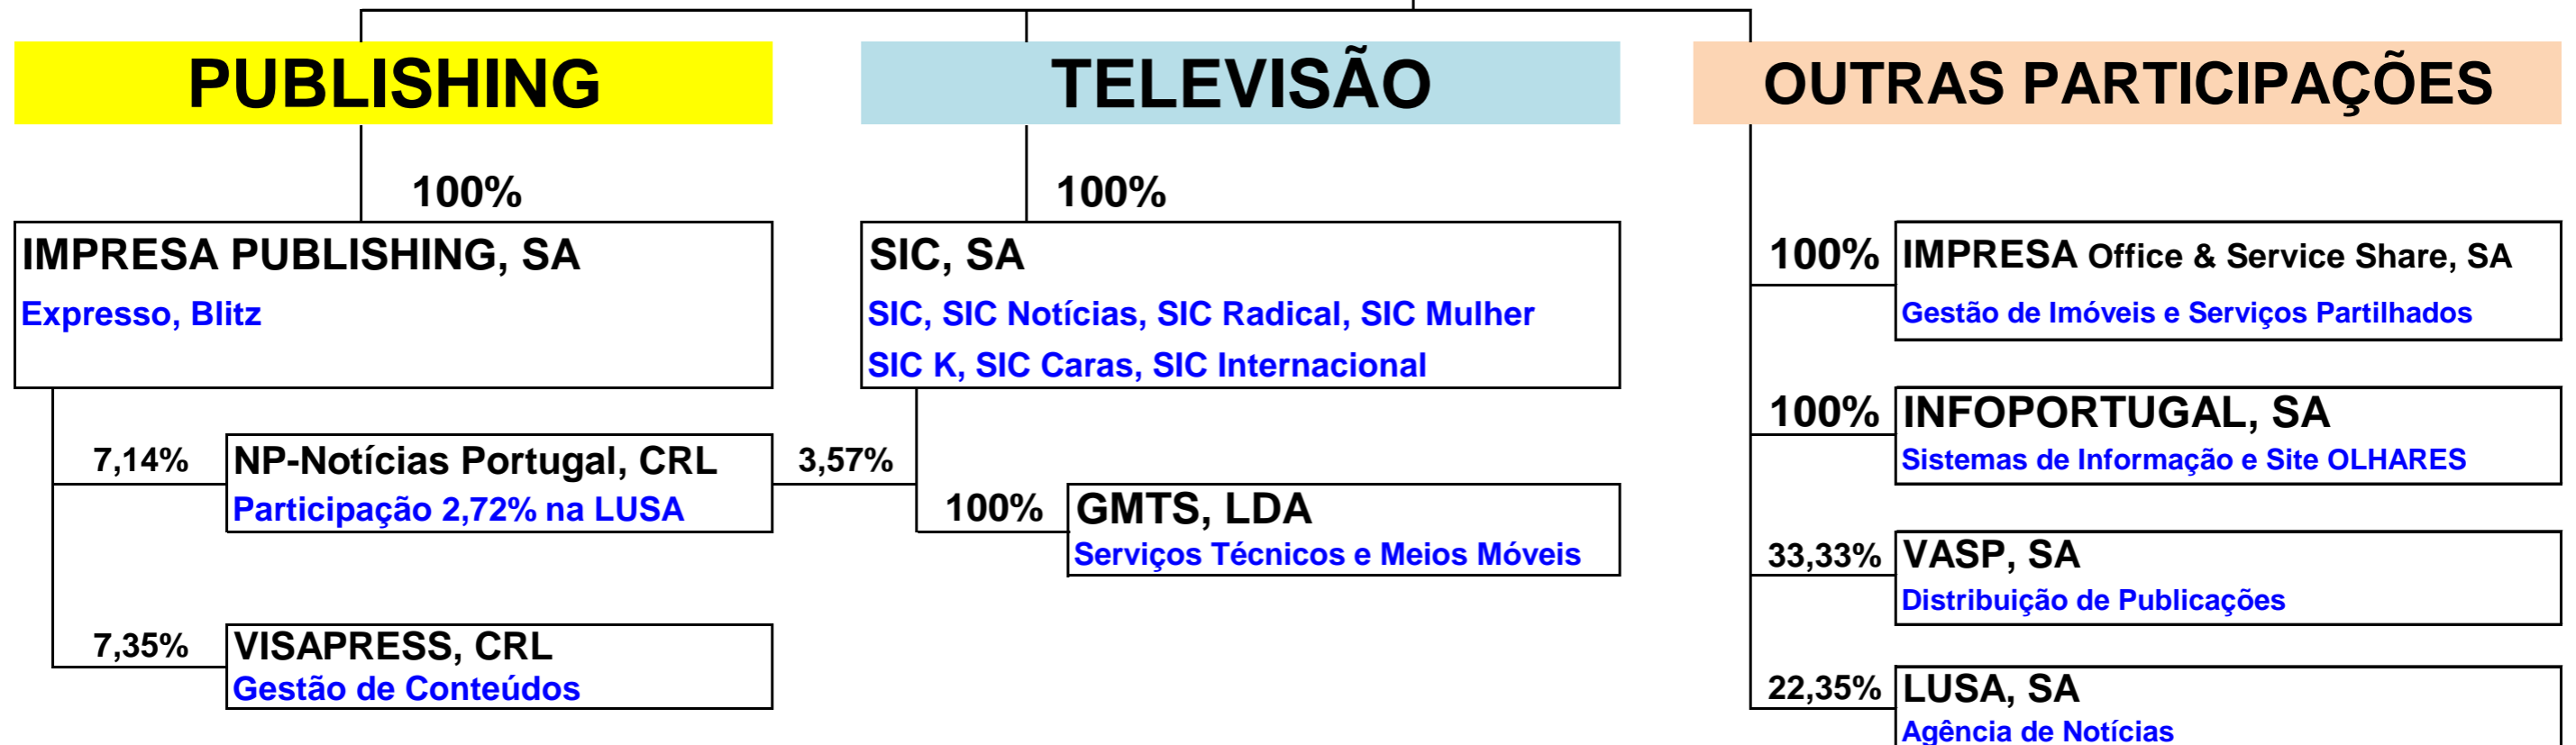 PUBLISHING
TELEVISÃO
OUTRAS PARTICIPAÇÕES
100%
IMPRESA PUBLISHING, SA
Expresso, Blitz
7,14%
NP-Notícias Portugal, CRL
Participação 2,72% na LUSA
7,35%
VISAPRESS, CRL
Gestão de Conteúdos
100%
SIC, SA
SIC, SIC Notícias, SIC Radical, SIC Mulher
SIC K, SIC Caras, SIC Internacional
3,57%
100%
GMTS, LDA
Serviços Técnicos e Meios Móveis
100%
IMPRESA Office & Service Share, SA
Gestão de Imóveis e Serviços Partilhados
100%
INFOPORTUGAL, SA
Sistemas de Informação e Site OLHARES
33,33%
VASP, SA
Distribuição de Publicações
22,35%
LUSA, SA
Agência de Notícias